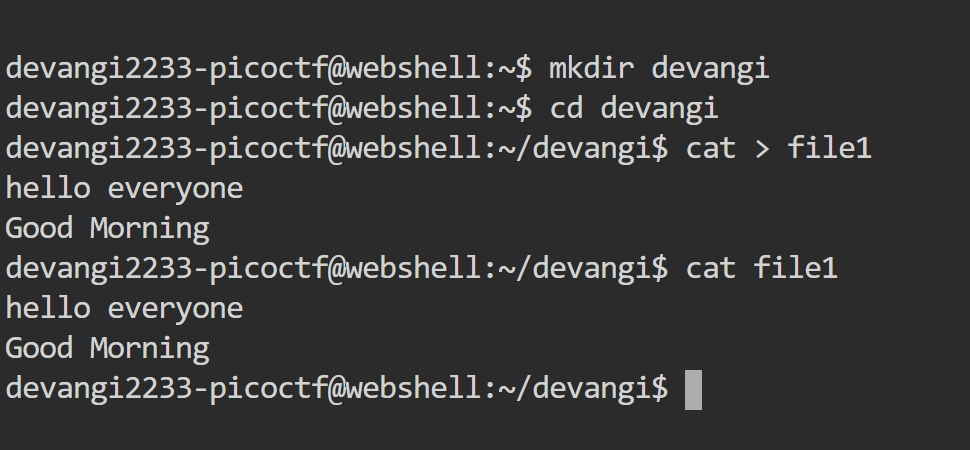 devangi2233-picoctf@webshell:~$ mkdir devangi
devangi2233-picoctf@webshell:~$ cd devangi
devangi2233-picoctf@webshell:~/devangi$ cat > file1
hello everyone
Good Morning
devangi2233-picoctf@webshell:~/devangi$ cat file1
hello everyone
Good Morning
devangi2233-picoctf@webshell:~/devangi$